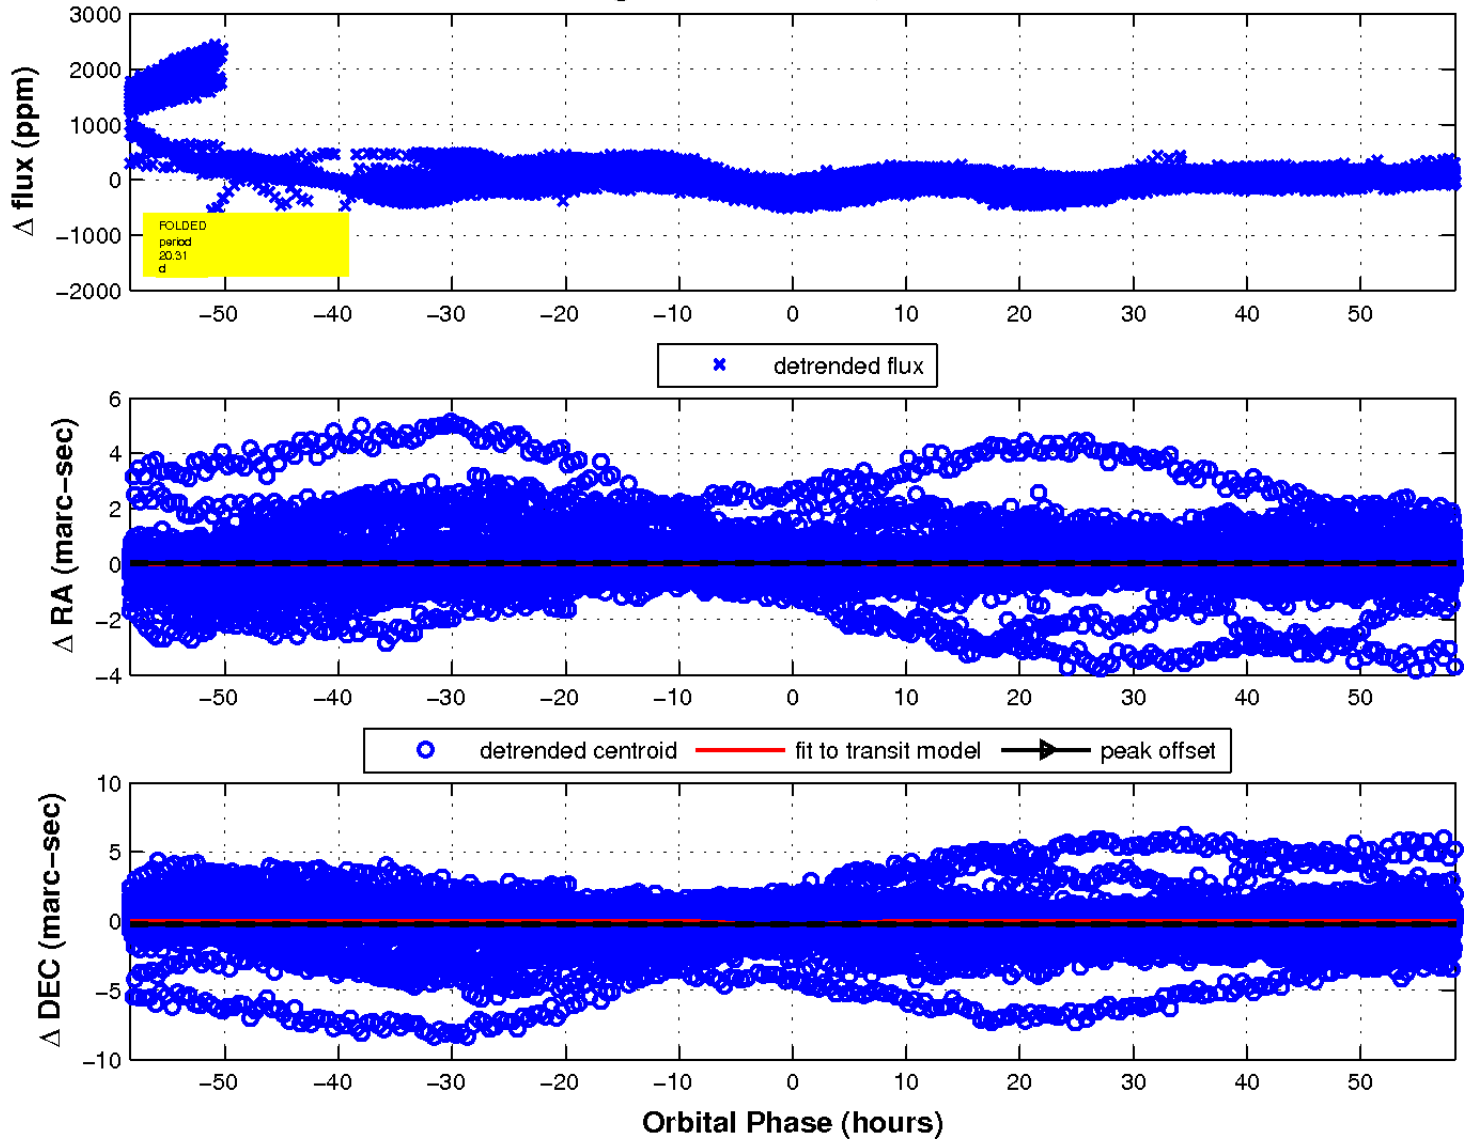 3000
2000
1000
0
−1000
−2000
Δ flux (ppm)
FOLDED
period
20.31
d
−50 −40 −30 −20 −10 0 10 20 30 40 50
detrended flux
6
4
2
0
−2
−4
Δ RA (marc−sec)
−50 −40 −30 −20 −10 0 10 20 30 40 50
detrended centroid fit to transit model peak offset
10
5
0
−5
−10
Δ DEC (marc−sec)
−50 −40 −30 −20 −10 0 10 20 30 40 50
Orbital Phase (hours)